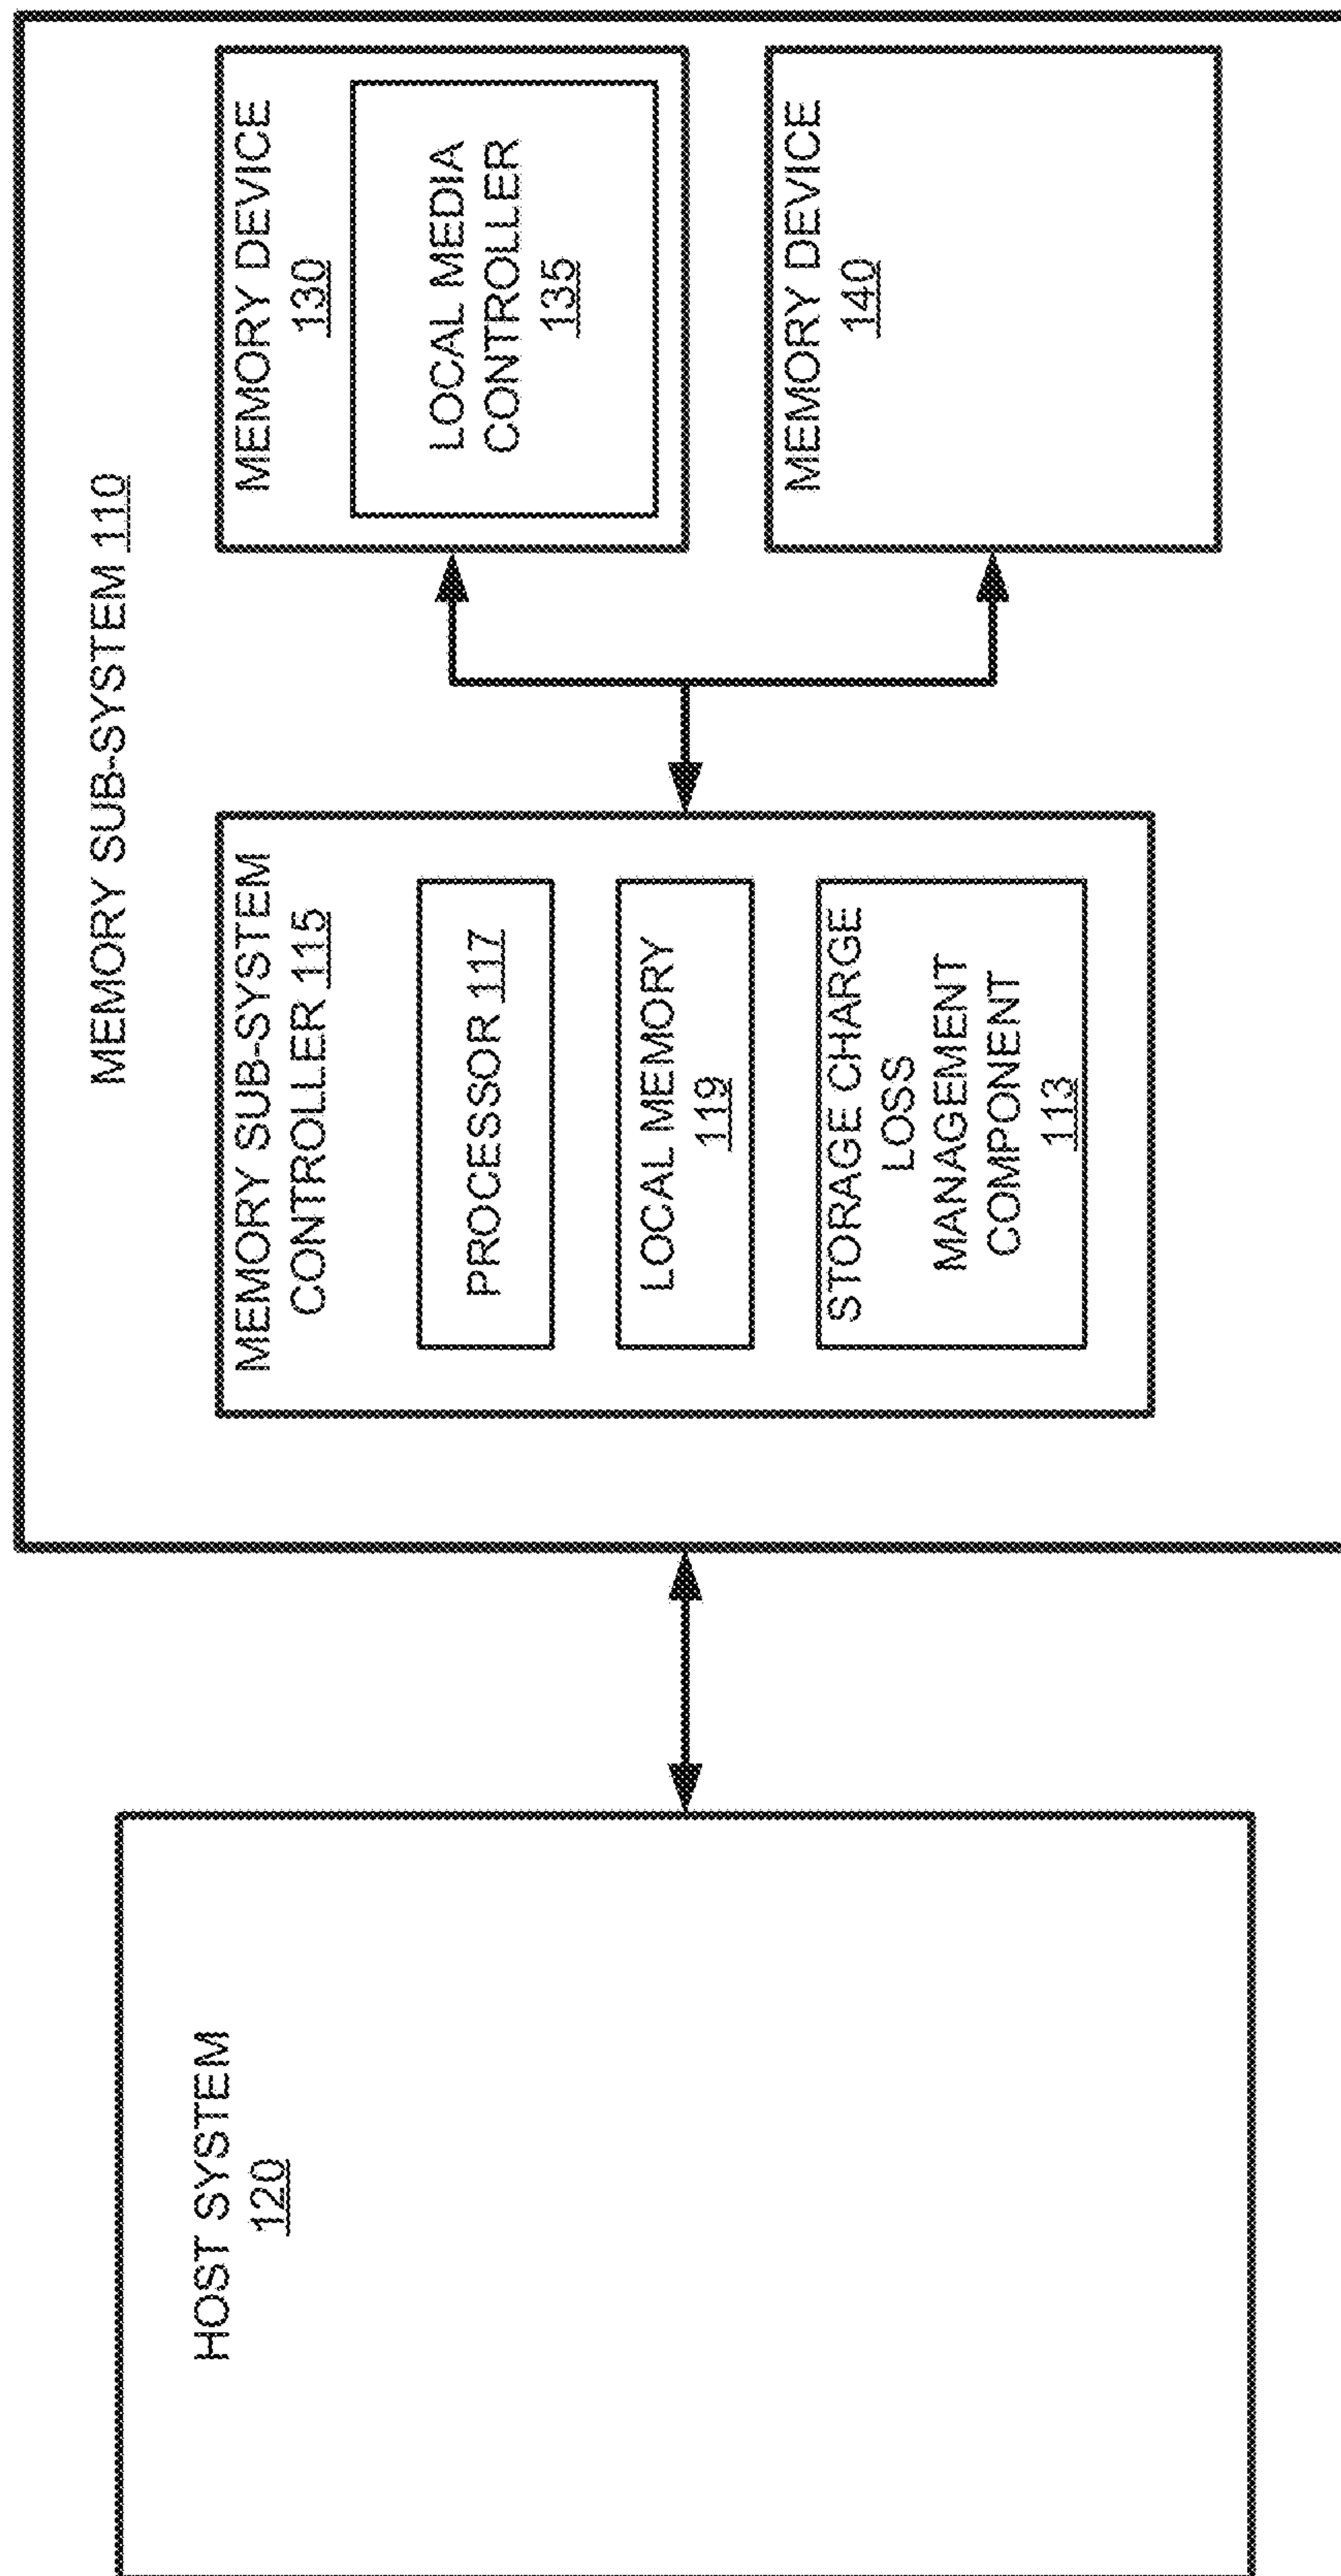 HOST SYSTEM
120
MEMORY SUB-SYSTEM 110
MEMORY SUB-SYSTEM
CONTROLLER 115
PROCESSOR 117
LOCAL MEMORY
119
STORAGE CHARGE
LOSS
MANAGEMENT
COMPONENT
113
MEMORY DEVICE
130
LOCAL MEDIA
CONTROLLER
135
MEMORY DEVICE
140